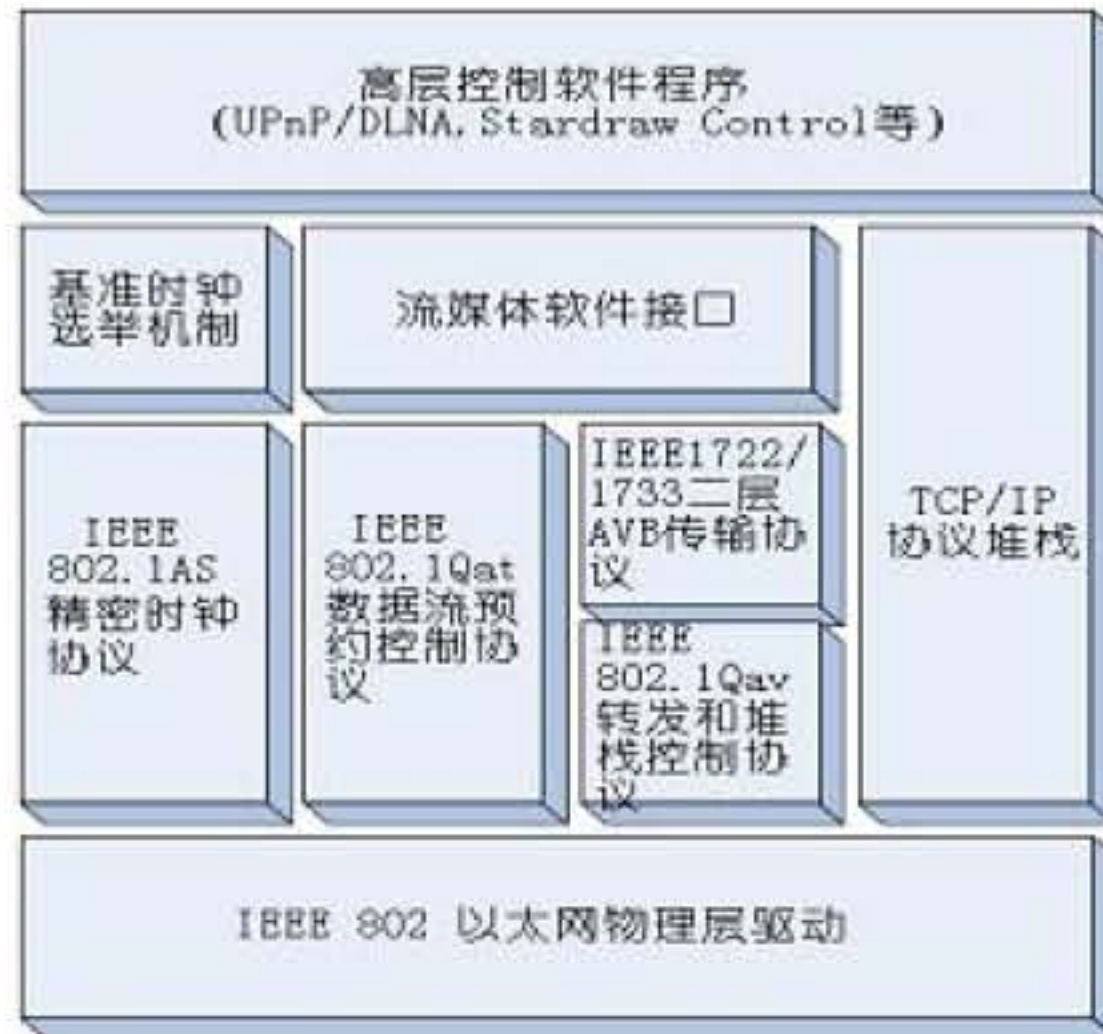 高层控制软件程序
(UPnP/DLNA,Stardraw Control等)
基准时钟
选举机制
流媒体软件接口
IEEE
802.1AS
精密时钟
协议
IEEE
802.1Qat
数据流预
约控制协
议
IEEE1722/
1733二层
AVB传输协
议
IEEE
802.1Qav
转发和堆
栈控制协
议
TCP/IP
协议堆栈
IEEE 802 以太网物理层驱动